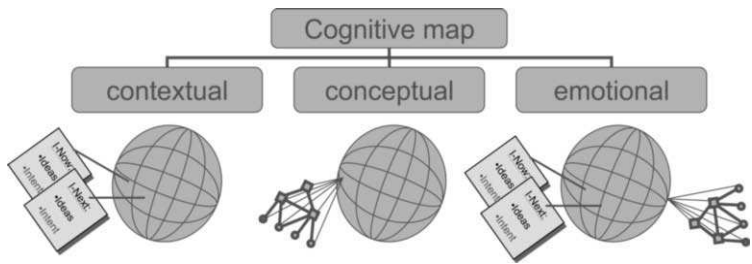 Cognitive map
contextual
conceptual
emotional
I-Now:
•Ideas
•Intent
I-Next:
•Ideas
•Intent
I-Now:
•Ideas
•Intent
I-Next:
•Ideas
•Intent